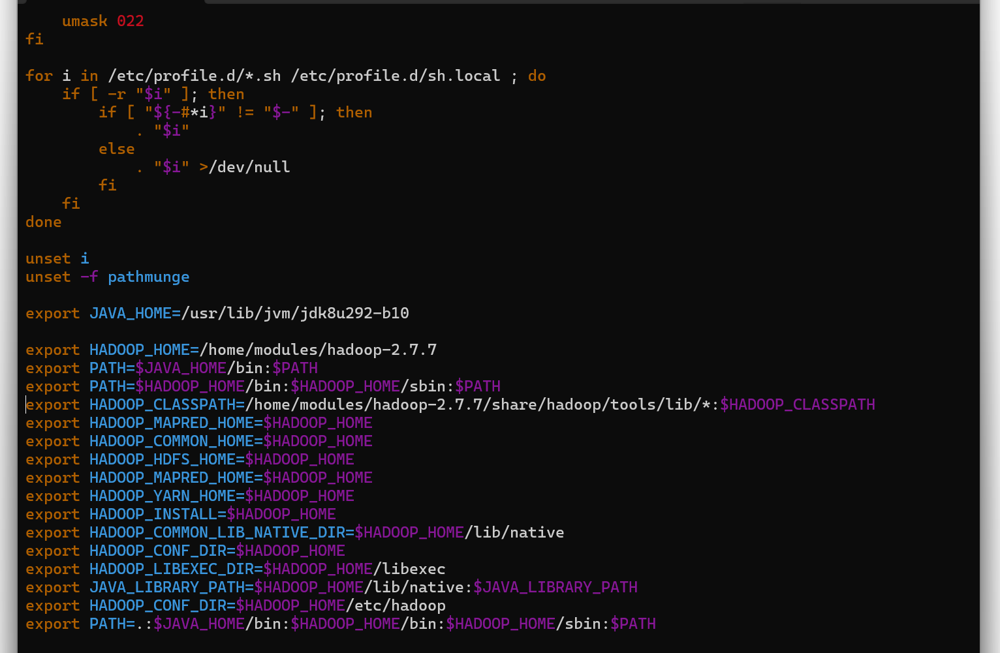 umask 022
fi
for i in /etc/profile.d/*.sh /etc/profile.d/sh.local ; do
if [ -r "$i" ]; then
if [ "${-#*i}" != "$-" ]; then
. "$i"
else
. "$i" >/dev/null
fi
fi
done
unset i
unset -f pathmunge
export JAVA_HOME=/usr/lib/jvm/jdk8u292-b10
export HADOOP_HOME=/home/modules/hadoop-2.7.7
export PATH=$JAVA_HOME/bin:$PATH
export PATH=$HADOOP_HOME/bin:$HADOOP_HOME/sbin:$PATH
export HADOOP_CLASSPATH=/home/modules/hadoop-2.7.7/share/hadoop/tools/lib/*:$HADOOP_CLASSPATH
export HADOOP_MAPRED_HOME=$HADOOP_HOME
export HADOOP_COMMON_HOME=$HADOOP_HOME
export HADOOP_HDFS_HOME=$HADOOP_HOME
export HADOOP_MAPRED_HOME=$HADOOP_HOME
export HADOOP_YARN_HOME=$HADOOP_HOME
export HADOOP_INSTALL=$HADOOP_HOME
export HADOOP_COMMON_LIB_NATIVE_DIR=$HADOOP_HOME/lib/native
export HADOOP_CONF_DIR=$HADOOP_HOME
export HADOOP_LIBEXEC_DIR=$HADOOP_HOME/libexec
export JAVA_LIBRARY_PATH=$HADOOP_HOME/lib/native:$JAVA_LIBRARY_PATH
export HADOOP_CONF_DIR=$HADOOP_HOME/etc/hadoop
export PATH=.:$JAVA_HOME/bin:$HADOOP_HOME/bin:$HADOOP_HOME/sbin:$PATH